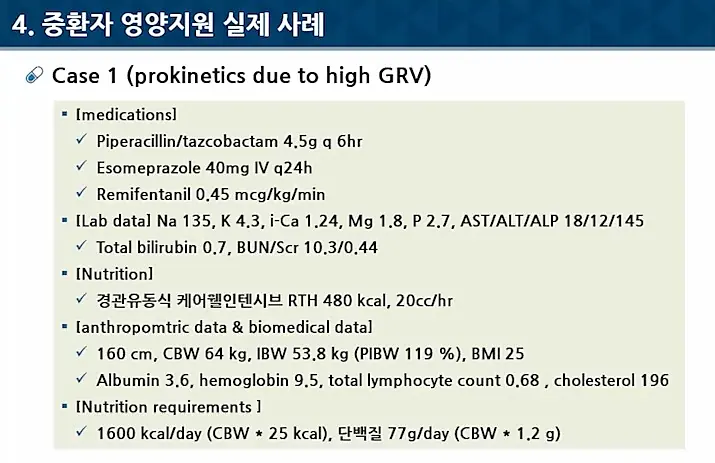 4. 중환자 영양지원 실제 사례
Case 1 (prokinetics due to high GRV)
[medications]
Piperacillin/tazcobactam 4.5g q 6hr
Esomeprazole 40mg IV q24h
Remifentanil 0.45 mcg/kg/min
[Lab data] Na 135, K 4.3, i-Ca 1.24, Mg 1.8, P 2.7, AST/ALT/ALP 18/12/145
Total bilirubin 0.7, BUN/Scr 10.3/0.44
[Nutrition]
경관유동식 케어웰인텐시브 RTH 480 kcal, 20cc/hr
[anthropomtric data & biomedical data]
160 cm, CBW 64 kg, IBW 53.8 kg (PIBW 119 %), BMI 25
Albumin 3.6, hemoglobin 9.5, total lymphocyte count 0.68 , cholesterol 196
[Nutrition requirements ]
1600 kcal/day (CBW * 25 kcal), 단백질 77g/day (CBW * 1.2 g)